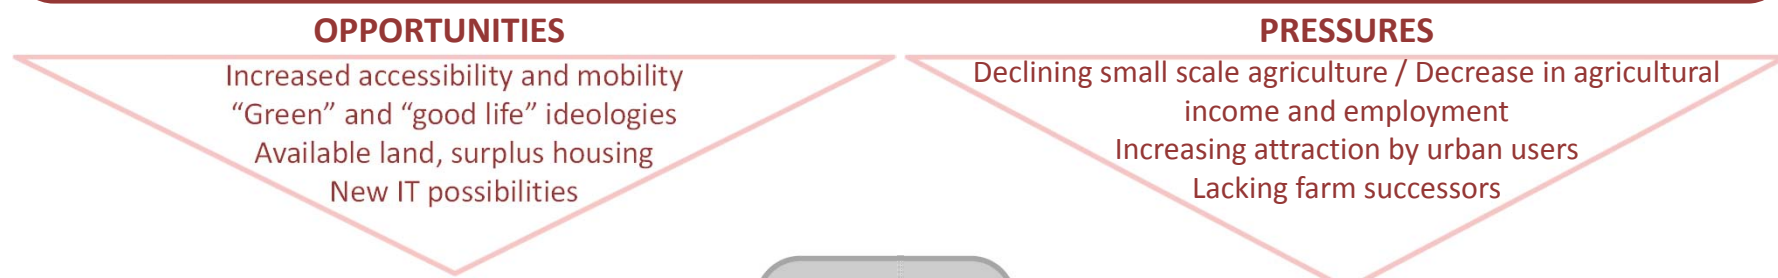 OPPORTUNITIES
Increased accessibility and mobility
“Green” and “good life” ideologies
Available land, surplus housing
New IT possibilities
PRESSURES
Declining small scale agriculture / Decrease in agricultural
income and employment
Increasing attraction by urban users
Lacking farm successors